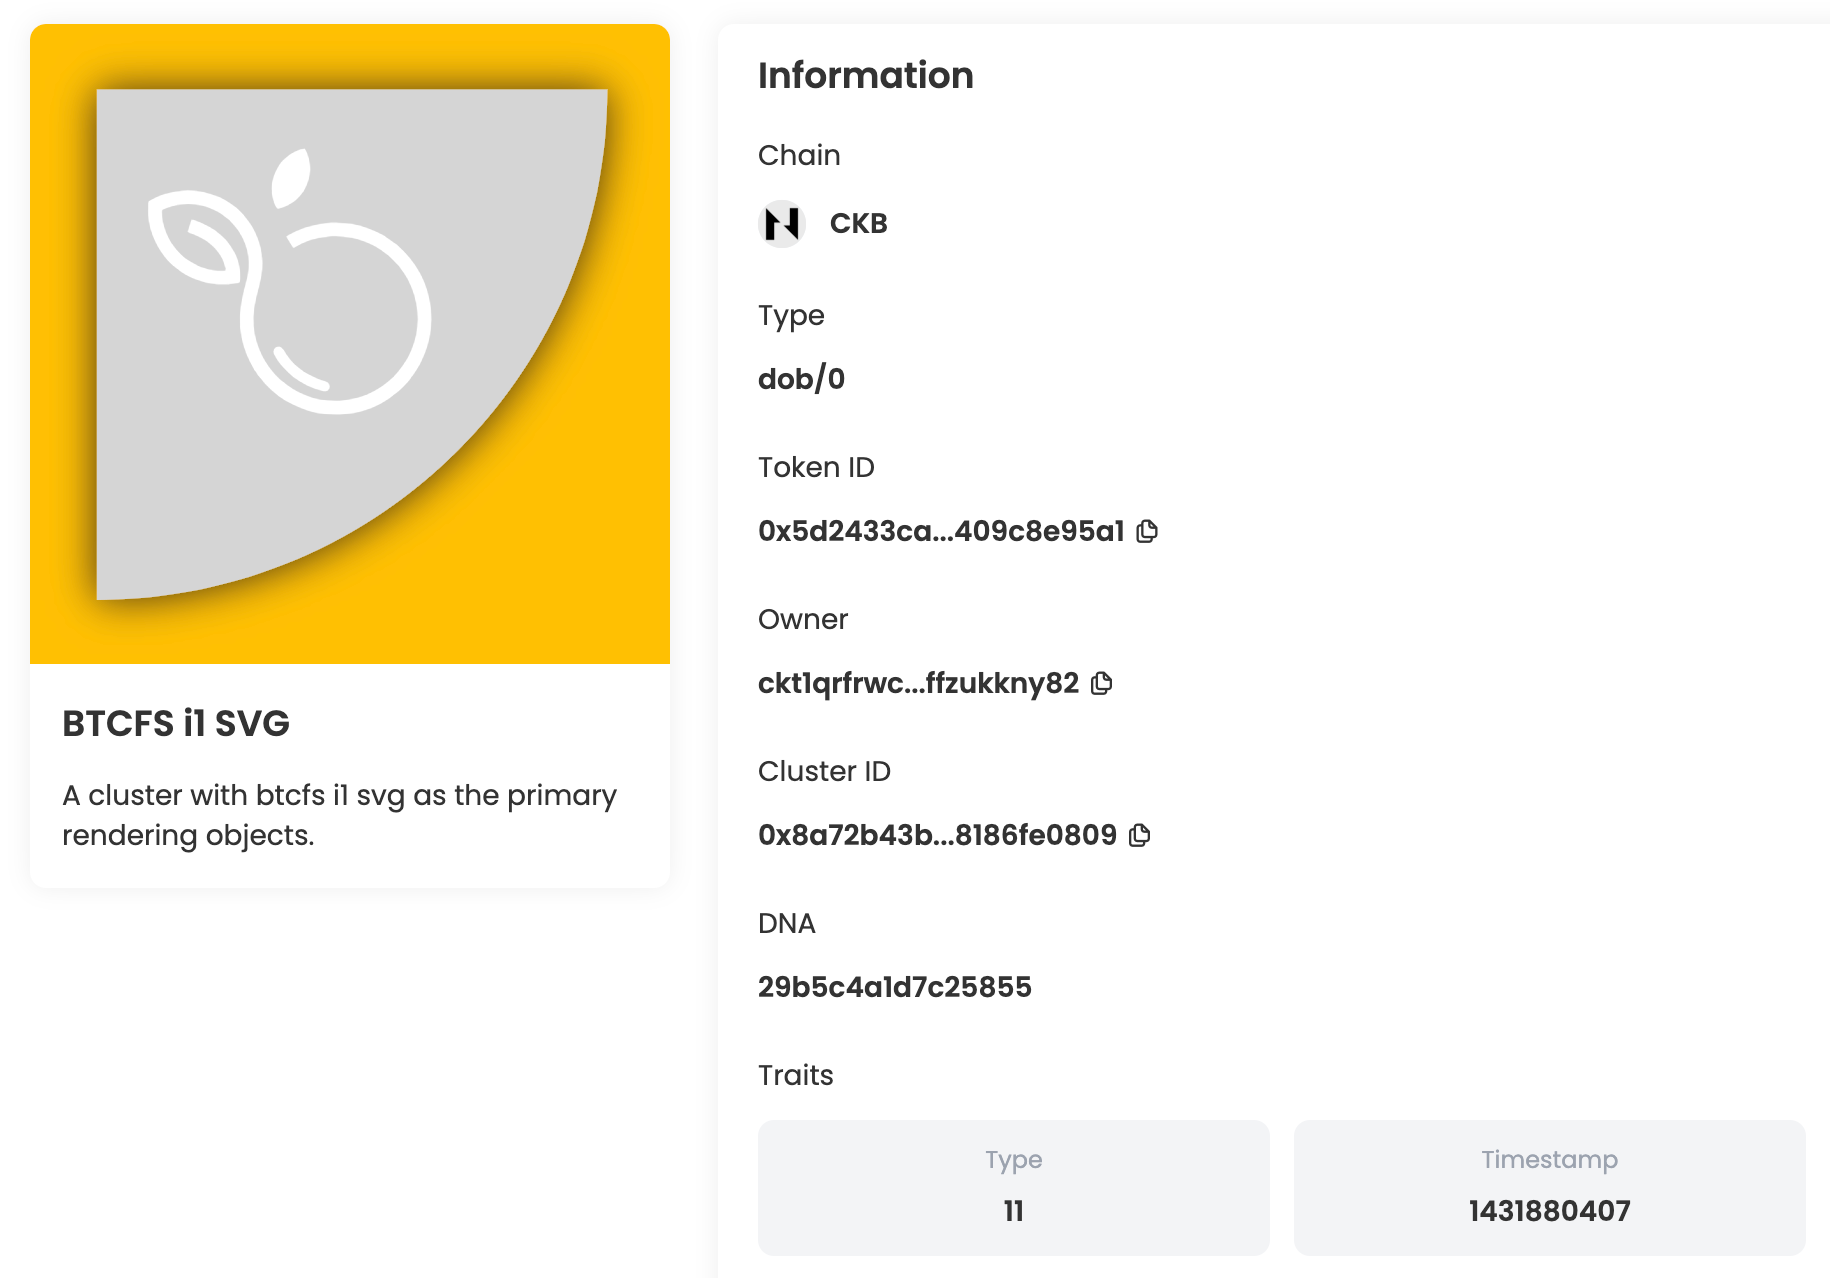 BTCFS i1 SVG
A cluster with btcfs i1 svg as the primary
rendering objects.
Information
Chain
CKB
Type
dob/0
Token ID
0x5d2433ca...409c8e95a1
Owner
ckt1qrfrwc...ffzukkny82
Cluster ID
0x8a72b43b...8186fe0809
DNA
29b5c4a1d7c25855
Traits
Type
11
Timestamp
1431880407